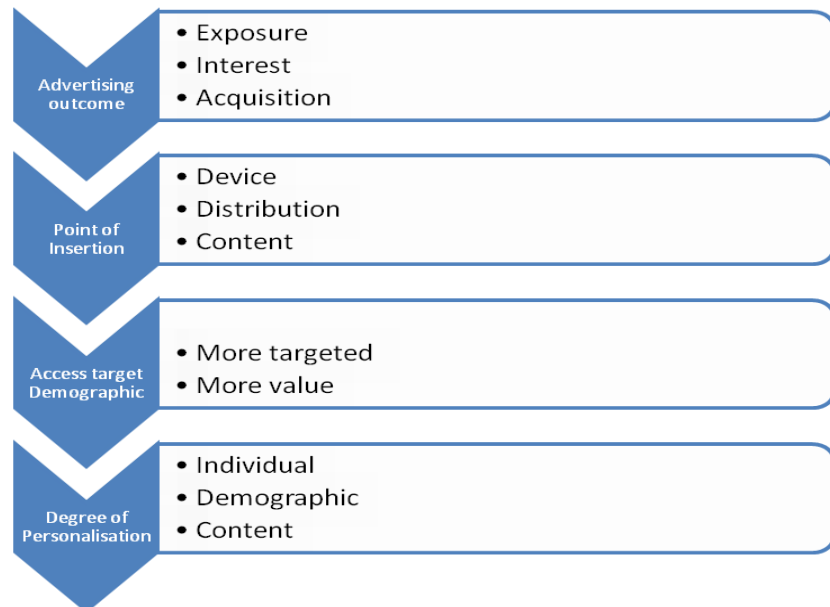 Advertising
outcome
• Exposure
• Interest
• Acquisition
Point of
Insertion
• Device
• Distribution
• Content
Access target
Demographic
• More targeted
• More value
Degree of
Personalisation
• Individual
• Demographic
• Content